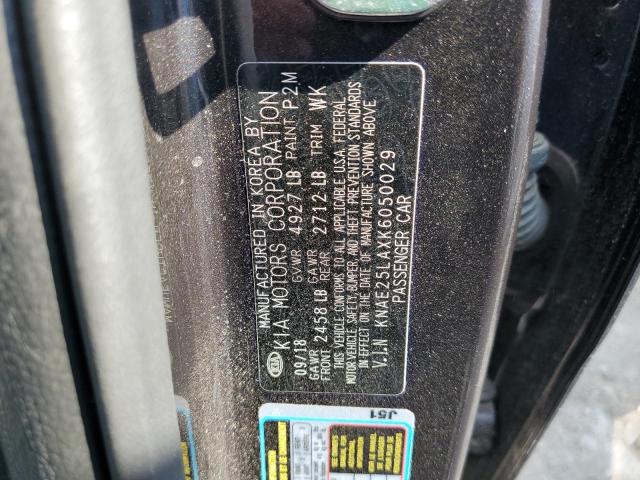 MANUFACTURED IN KOREA BY
KIA KIA MOTORS CORPORATION
09/18 GVWR 4927 LB PAINT P2M
GAWR FRONT 2458 LB GAWR REAR 2712 LB TRIM WK
THIS VEHICLE CONFORMS TO ALL APPLICABLE U.S.A. FEDERAL
MOTOR VEHICLE SAFETY, BUMPER, AND THEFT PREVENTION STANDARDS
IN EFFECT ON THE DATE OF MANUFACTURE SHOWN ABOVE
V.I.N KNAE25LAXK6050029
PASSENGER CAR
J51